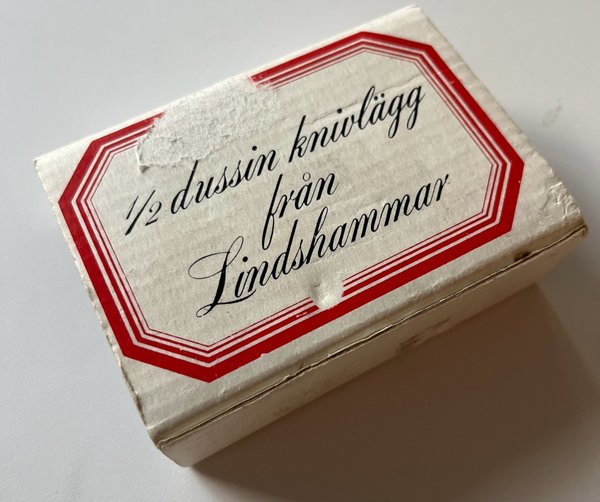 1/2 dussin knivlägg
från
Lindshammar